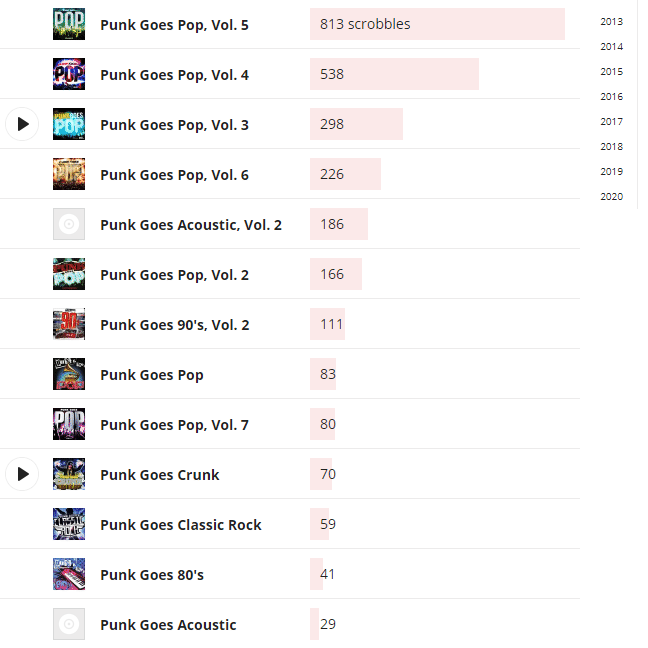 Punk Goes Pop, Vol. 5 813 scrobbles
Punk Goes Pop, Vol. 4 538
Punk Goes Pop, Vol. 3 298
Punk Goes Pop, Vol. 6 226
Punk Goes Acoustic, Vol. 2 186
Punk Goes Pop, Vol. 2 166
Punk Goes 90's, Vol. 2 111
Punk Goes Pop 83
Punk Goes Pop, Vol. 7 80
Punk Goes Crunk 70
Punk Goes Classic Rock 59
Punk Goes 80's 41
Punk Goes Acoustic 29
2013
2014
2015
2016
2017
2018
2019
2020